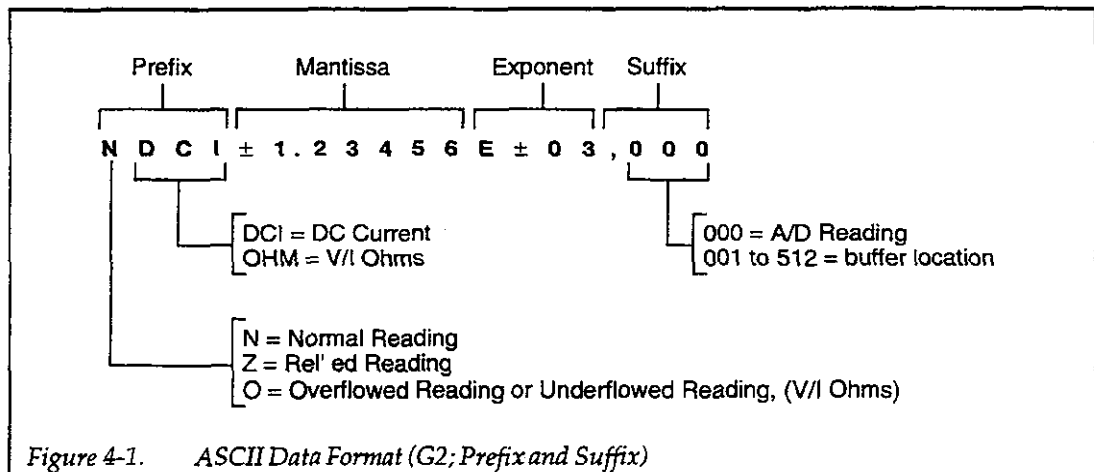 Prefix Mantissa Exponent Suffix
N D C I ± 1 . 2 3 4 5 6 E ± 0 3 , 0 0 0
DCI = DC Current
OHM = V/I Ohms
000 = A/D Reading
001 to 512 = buffer location
N = Normal Reading
Z = Rel' ed Reading
O = Overflowed Reading or Underflowed Reading, (V/I Ohms)
Figure 4-1. ASCII Data Format (G2; Prefix and Suffix)